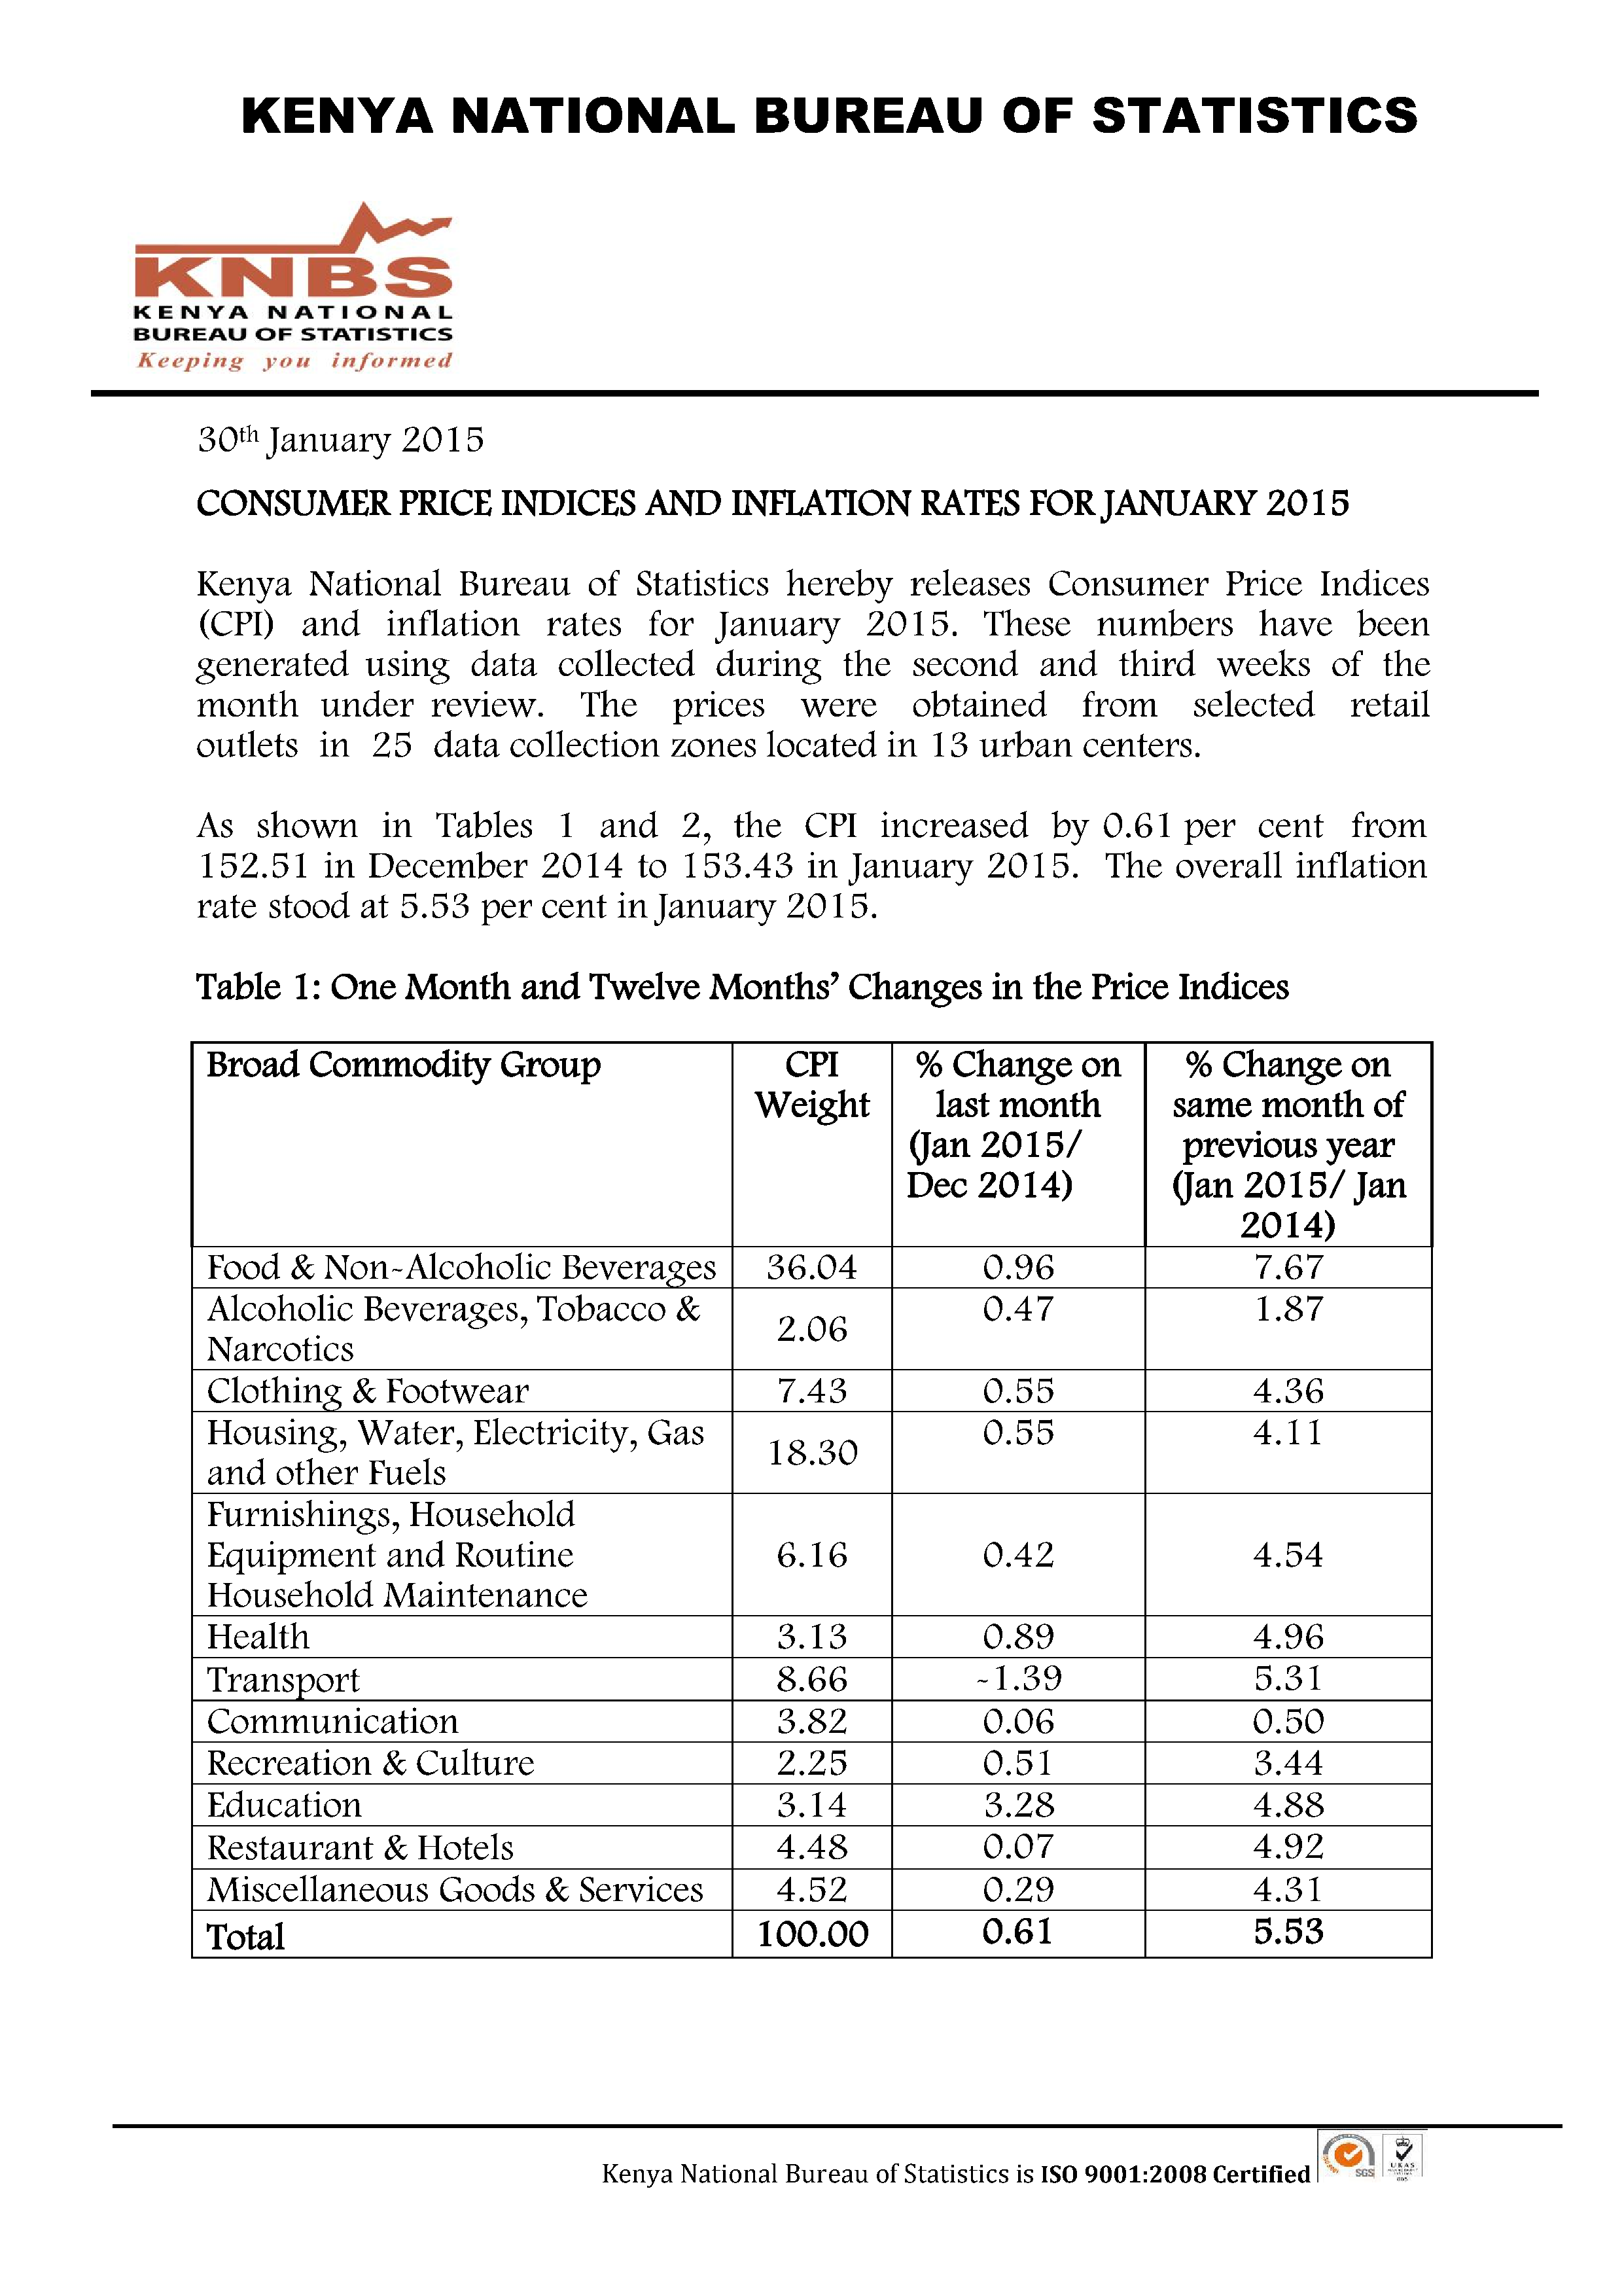 KENYA NATIONAL BUREAU OF STATISTICS
KNBS
KENYA NATIONAL
BUREAU OF STATISTICS
Keeping you informed
30th January 2015
CONSUMER PRICE INDICES AND INFLATION RATES FOR JANUARY 2015
Kenya National Bureau of Statistics hereby releases Consumer Price Indices
(CPI) and inflation rates for January 2015. These numbers have been
generated using data collected during the second and third weeks of the
month under review. The prices were obtained from selected retail
outlets in 25 data collection zones located in 13 urban centers.
As shown in Tables 1 and 2, the CPI increased by 0.61 per cent from
152.51 in December 2014 to 153.43 in January 2015. The overall inflation
rate stood at 5.53 per cent in January 2015.
Table 1: One Month and Twelve Months’ Changes in the Price Indices
Broad Commodity Group CPI % Change on % Change on
Weight last month same month of
(Jan 2015/ previous year
Dec 2014) (Jan 2015/ Jan
2014)
Food & Non-Alcoholic Beverages 36.04 0.96 7.67
Alcoholic Beverages, Tobacco & 2.06 0.47 1.87
Narcotics
Clothing & Footwear 7.43 0.55 4.36
Housing, Water, Electricity, Gas 18.30 0.55 4.11
and other Fuels
Furnishings, Household
Equipment and Routine 6.16 0.42 4.54
Household Maintenance
Health 3.13 0.89 4.96
Transport 8.66 -1.39 5.31
Communication 3.82 0.06 0.50
Recreation & Culture 2.25 0.51 3.44
Education 3.14 3.28 4.88
Restaurant & Hotels 4.48 0.07 4.92
Miscellaneous Goods & Services 4.52 0.29 4.31
Total 100.00 0.61 5.53
Kenya National Bureau of Statistics is ISO 9001:2008 Certified
SGS
UKAS